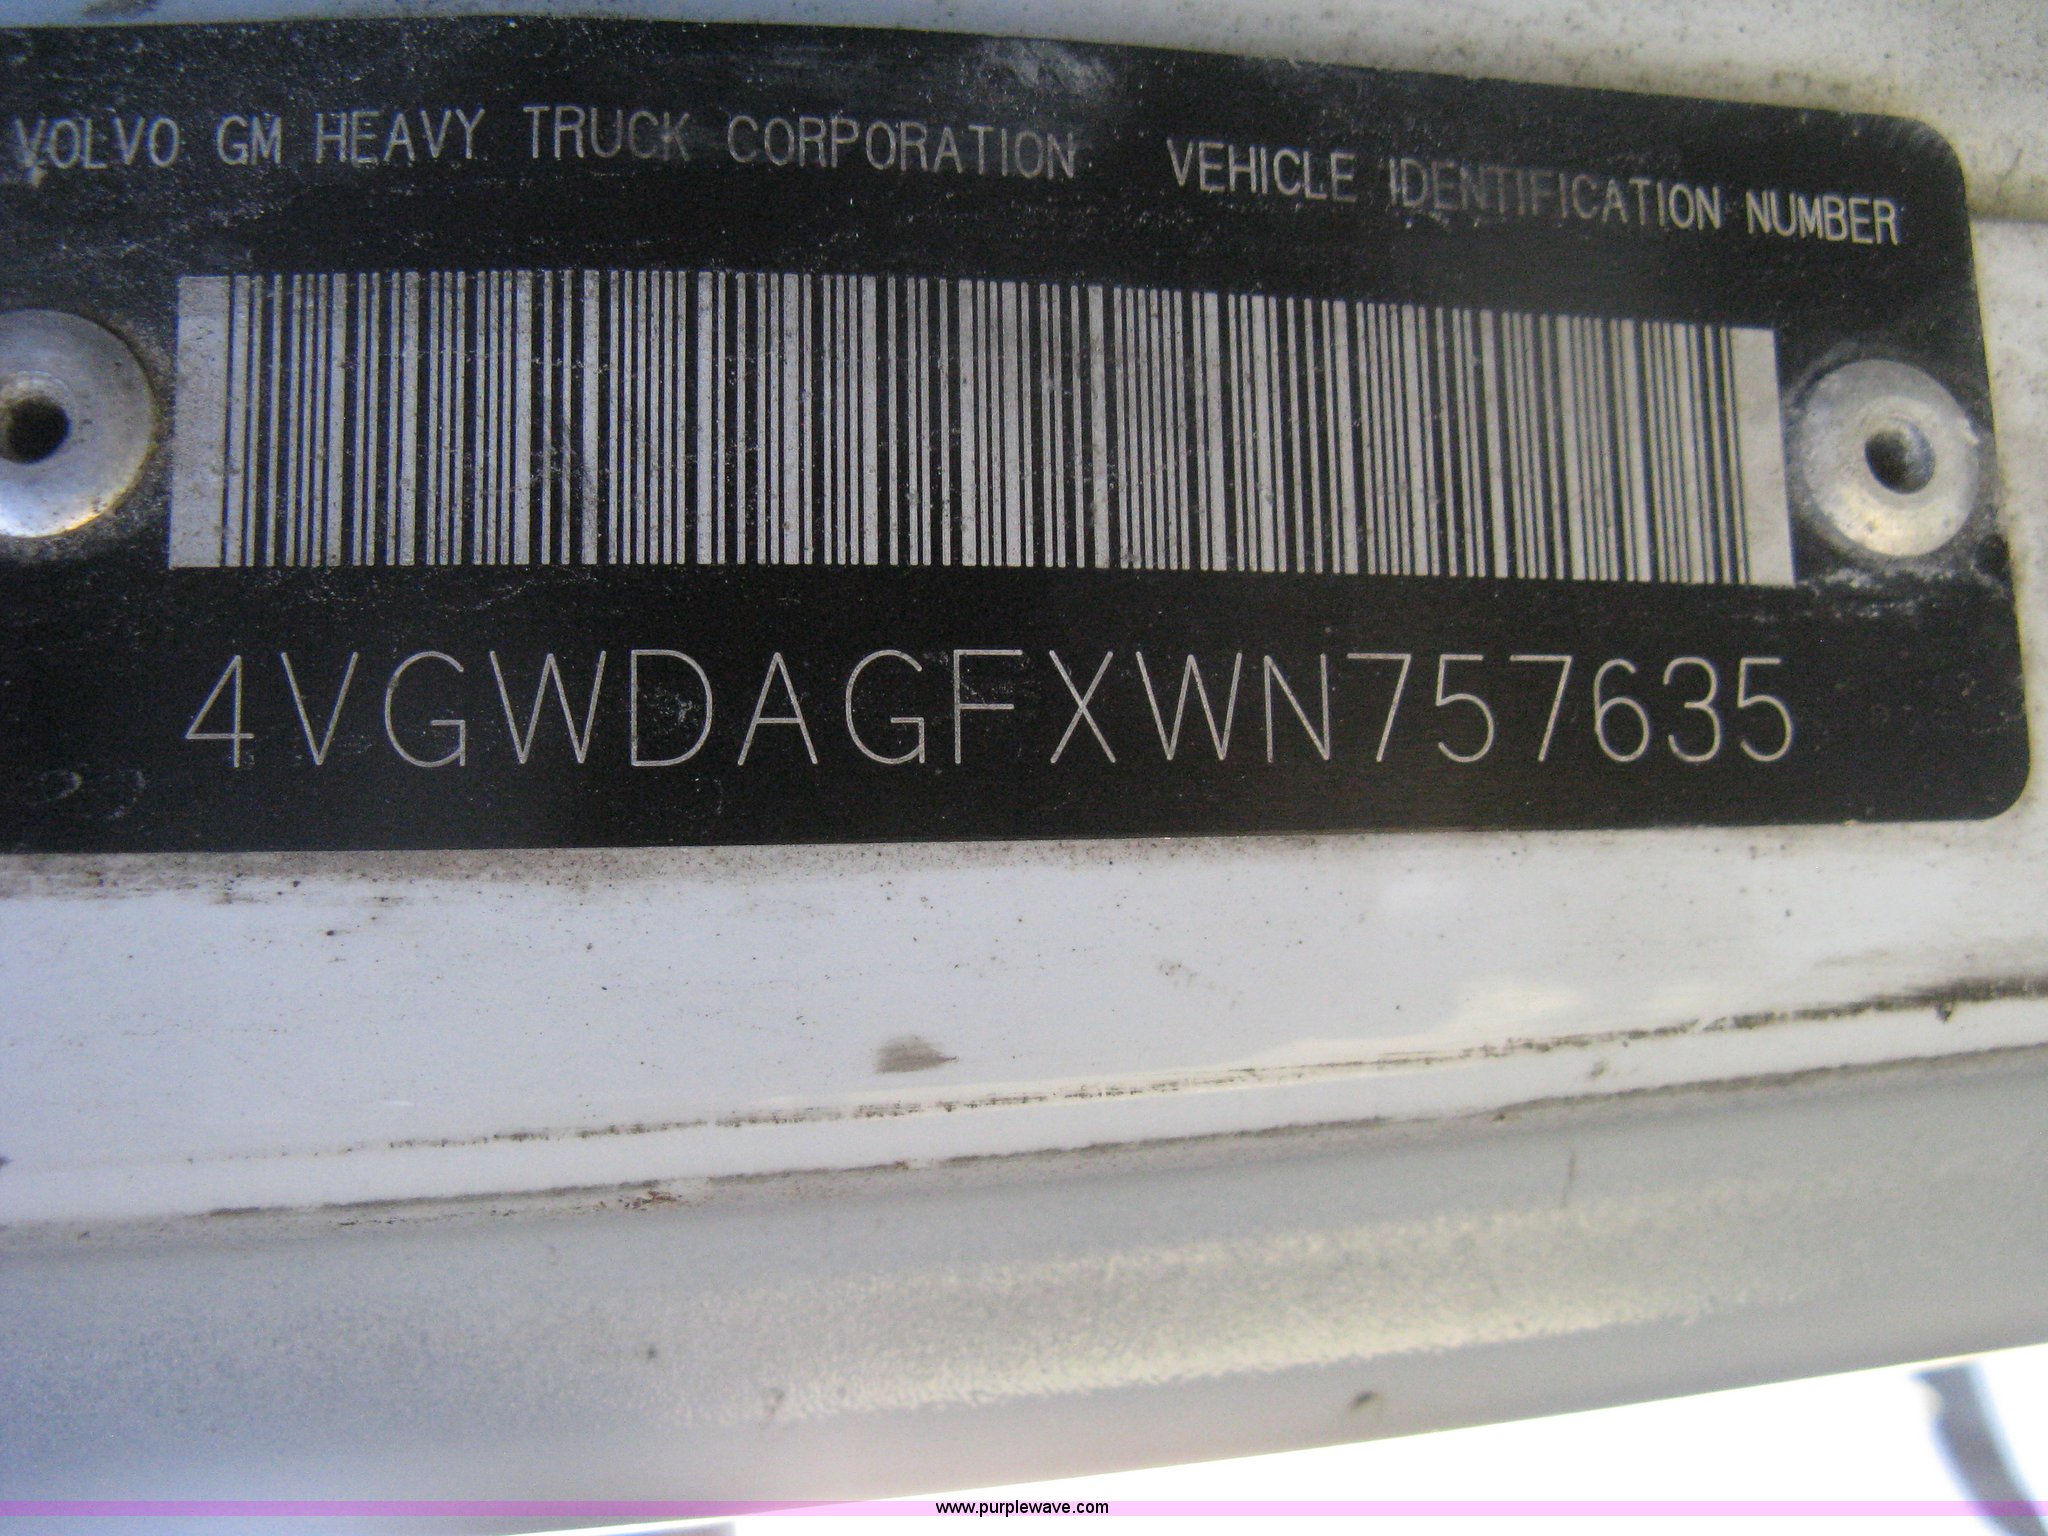 VOLVO GM HEAVY TRUCK CORPORATION VEHICLE IDENTIFICATION NUMBER
4VGWDAGFXWN757635
www.purplewave.com